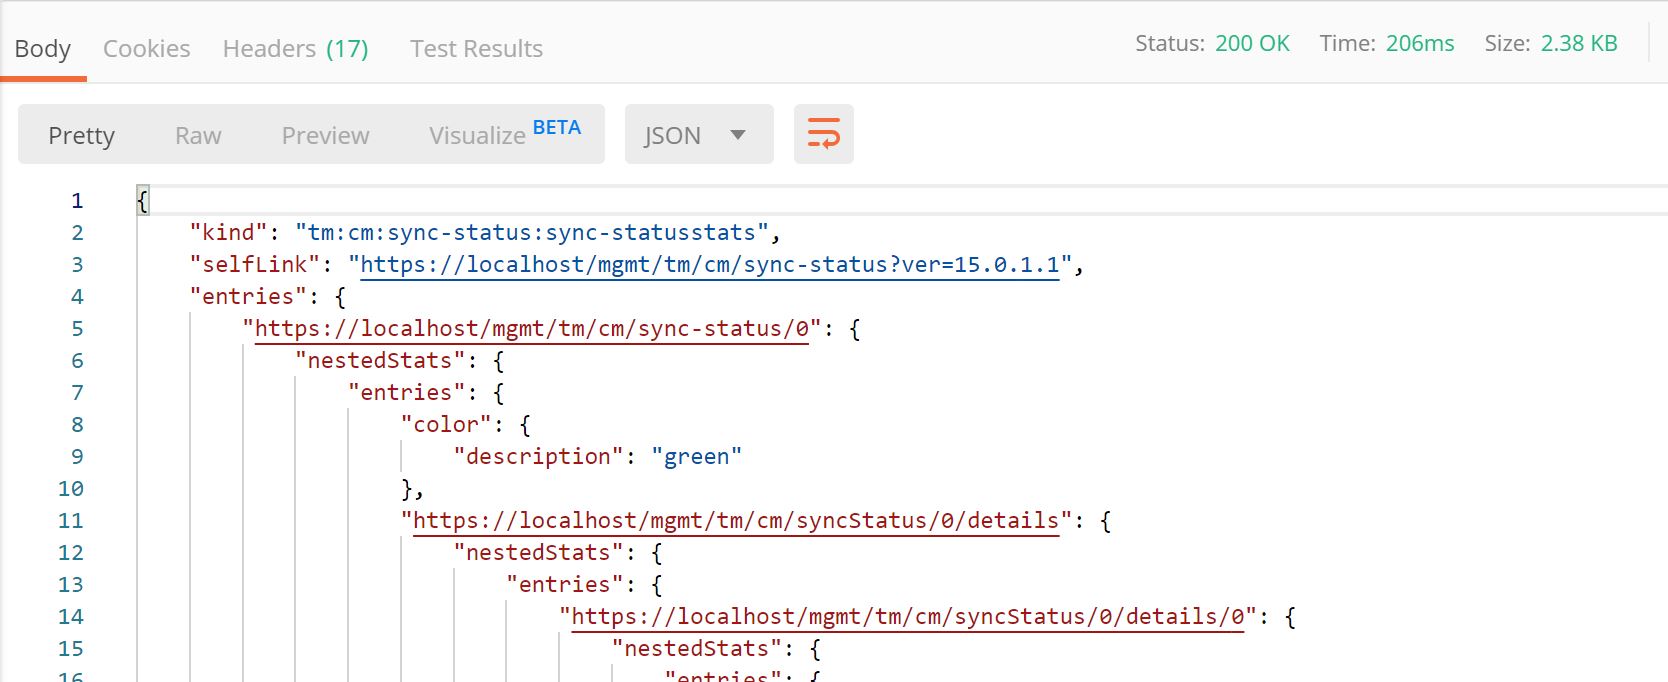 Body Cookies Headers (17) Test Results Status: 200 OK Time: 206ms Size: 2.38 KB
Pretty Raw Preview Visualize BETA JSON
1 {
2 "kind": "tm:cm:sync-status:sync-statusstats",
3 "selfLink": "https://localhost/mgmt/tm/cm/sync-status?ver=15.0.1.1",
4 "entries": {
5 "https://localhost/mgmt/tm/cm/sync-status/0": {
6 "nestedStats": {
7 "entries": {
8 "color": {
9 "description": "green"
10 },
11 "https://localhost/mgmt/tm/cm/syncStatus/0/details": {
12 "nestedStats": {
13 "entries": {
14 "https://localhost/mgmt/tm/cm/syncStatus/0/details/0": {
15 "nestedStats": {
16 "entries": {